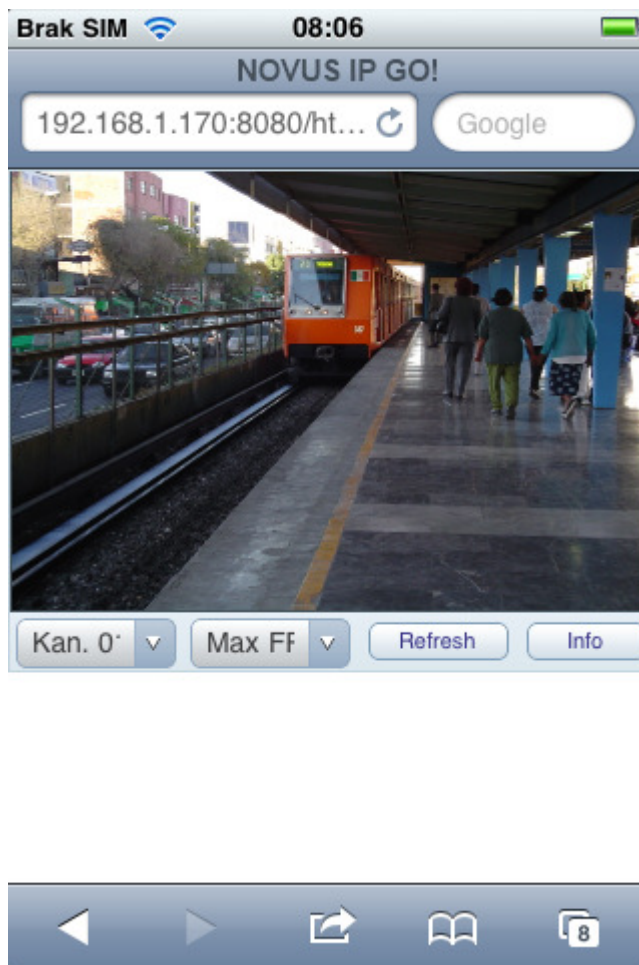 Brak SIM 08:06
NOVUS IP GO!
192.168.1.170:8080/ht... Google
Kan. 0 Max FF Refresh Info
8